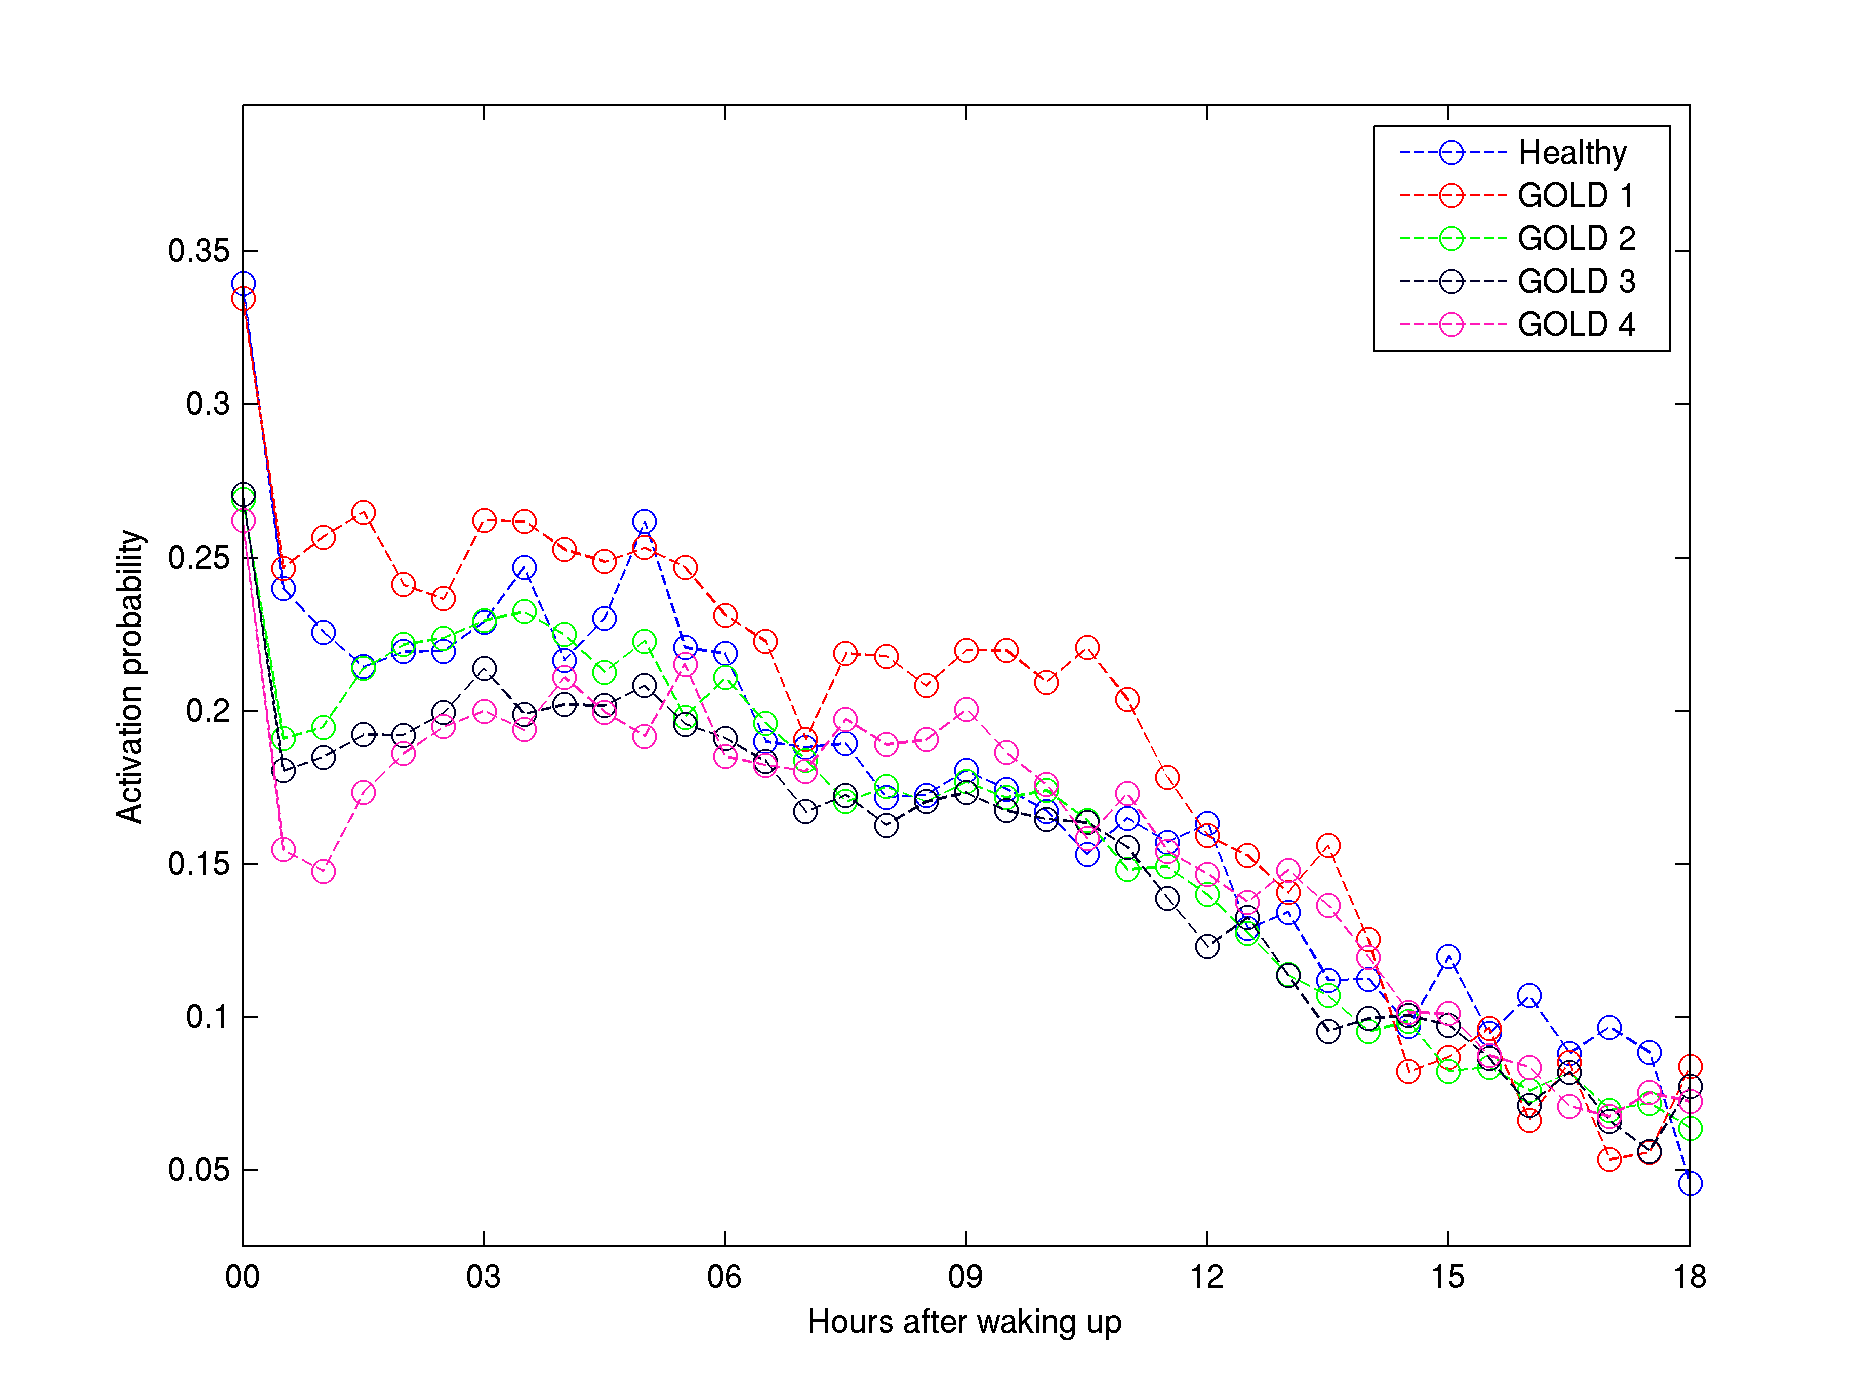 Healthy
GOLD 1
GOLD 2
GOLD 3
GOLD 4
0.35
0.3
0.25
0.2
0.15
0.1
0.05
Activation probability
00 03 06 09 12 15 18
Hours after waking up